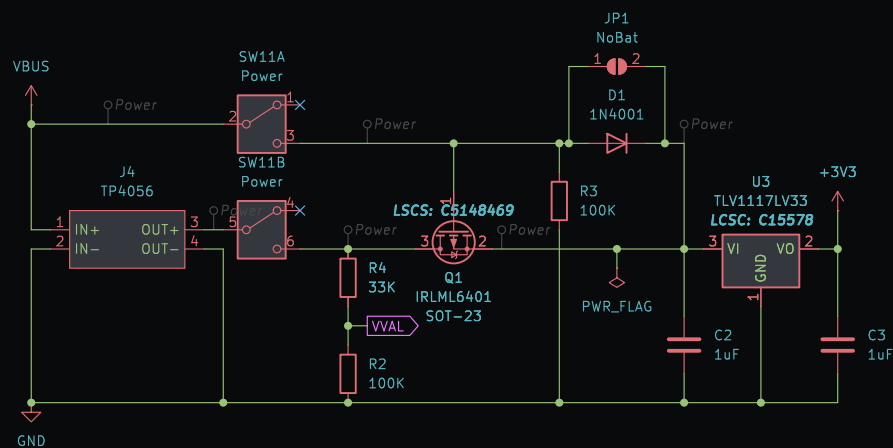 JP1
NoBat
1
2
SW11A
Power
VBUS
Power
1
2
3
Power
D1
1N4001
Power
J4
TP4056
SW11B
Power
U3
TLV1117LV33
LCSC: C15578
+3V3
1
LSCS: C5148469
R3
100K
1
IN+
OUT+
3
2
IN-
OUT-
4
Power
4
5
6
Power
3
2
Power
3
VI
VO
2
GND
1
Q1
IRLML6401
SOT-23
R4
33K
PWR_FLAG
VVAL
R2
100K
C2
1uF
C3
1uF
GND